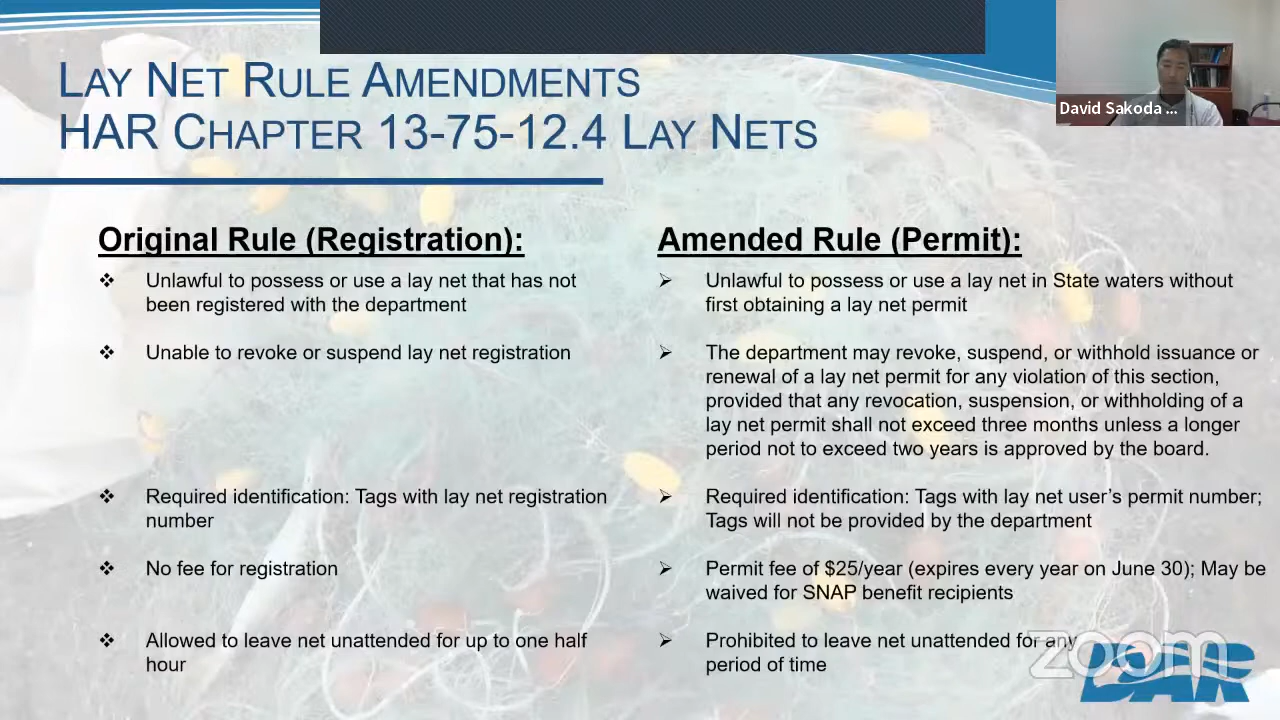 LAY NET RULE AMENDMENTS
HAR CHAPTER 13-75-12.4 LAY NETS
David Sakoda ...
Original Rule (Registration):
❖ Unlawful to possess or use a lay net that has not
been registered with the department
❖ Unable to revoke or suspend lay net registration
❖ Required identification: Tags with lay net registration
number
❖ No fee for registration
❖ Allowed to leave net unattended for up to one half
hour
Amended Rule (Permit):
➢ Unlawful to possess or use a lay net in State waters without
first obtaining a lay net permit
➢ The department may revoke, suspend, or withhold issuance or
renewal of a lay net permit for any violation of this section,
provided that any revocation, suspension, or withholding of a
lay net permit shall not exceed three months unless a longer
period not to exceed two years is approved by the board.
➢ Required identification: Tags with lay net user's permit number;
Tags will not be provided by the department
➢ Permit fee of $25/year (expires every year on June 30); May be
waived for SNAP benefit recipients
➢ Prohibited to leave net unattended for any
period of time
zoom
DAR